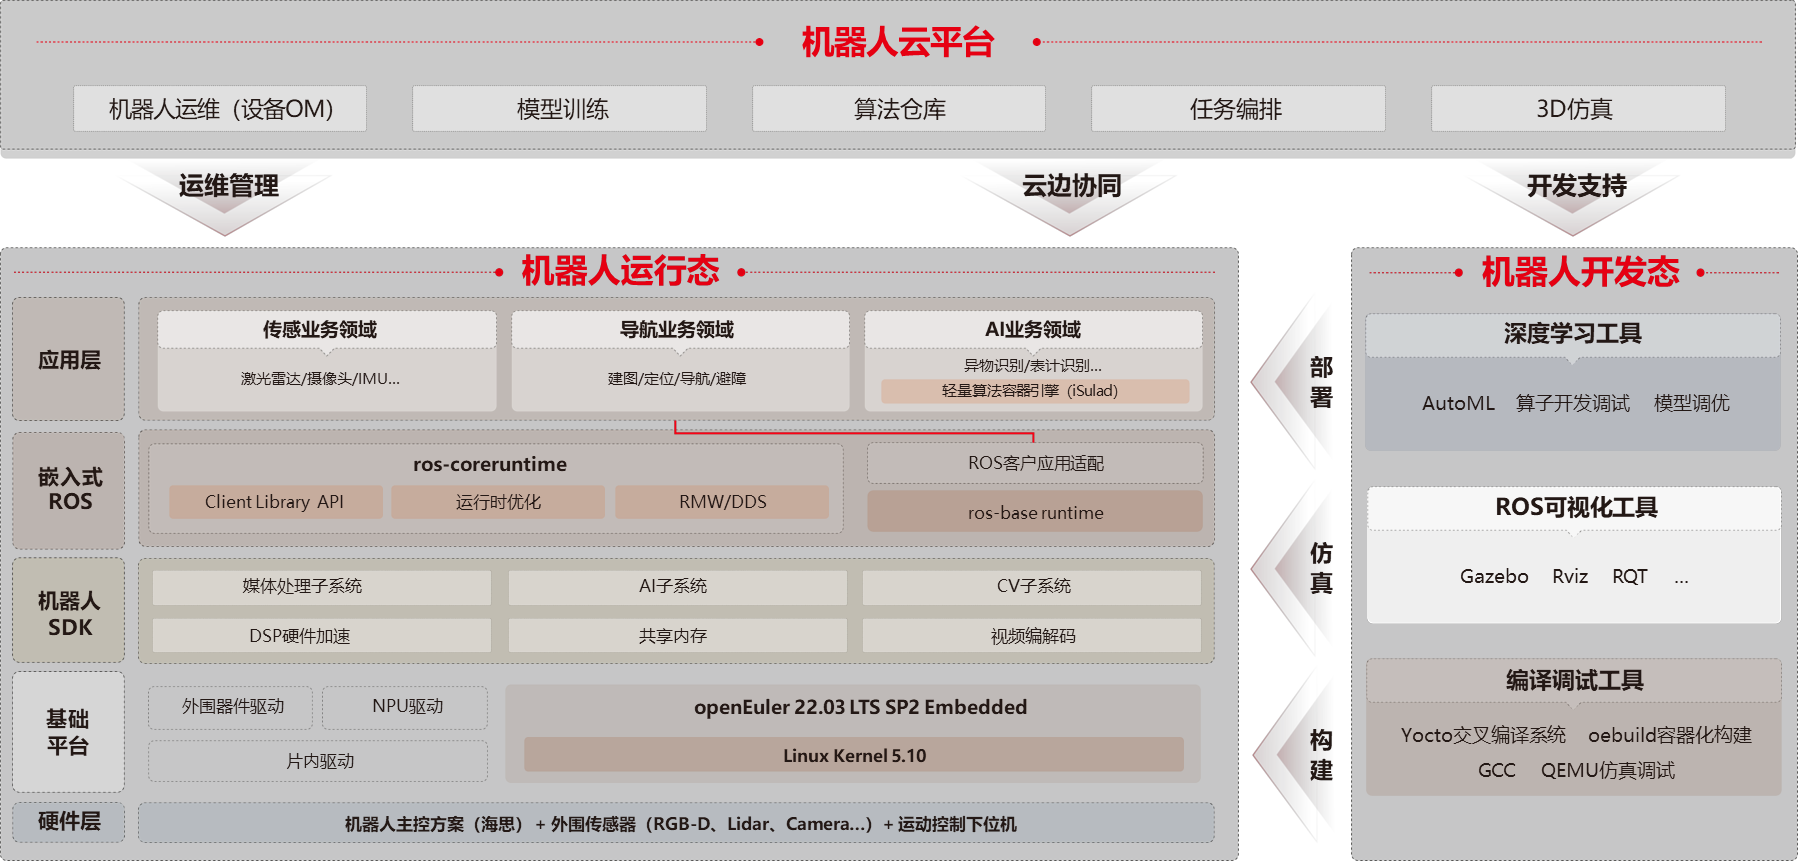 机器人云平台
机器人运维（设备OM）
模型训练
算法仓库
任务编排
3D仿真
运维管理
云边协同
开发支持
机器人运行态
应用层
传感业务领域
激光雷达/摄像头/IMU...
导航业务领域
建图/定位/导航/避障
AI业务领域
异物识别/表计识别...
轻量算法容器引擎（iSulad）
嵌入式
ROS
ros-coreruntime
Client Library API
运行时优化
RMW/DDS
ROS客户应用适配
ros-base runtime
机器人
SDK
媒体处理子系统
AI子系统
CV子系统
DSP硬件加速
共享内存
视频编解码
基础
平台
外围器件驱动
NPU驱动
片内驱动
openEuler 22.03 LTS SP2 Embedded
Linux Kernel 5.10
硬件层
机器人主控方案（海思）+ 外围传感器（RGB-D、Lidar、Camera...）+ 运动控制下位机
部
署
仿
真
构
建
机器人开发态
深度学习工具
AutoML 算子开发调试 模型调优
ROS可视化工具
Gazebo Rviz RQT ...
编译调试工具
Yocto交叉编译系统 oebuild容器化构建
GCC QEMU仿真调试